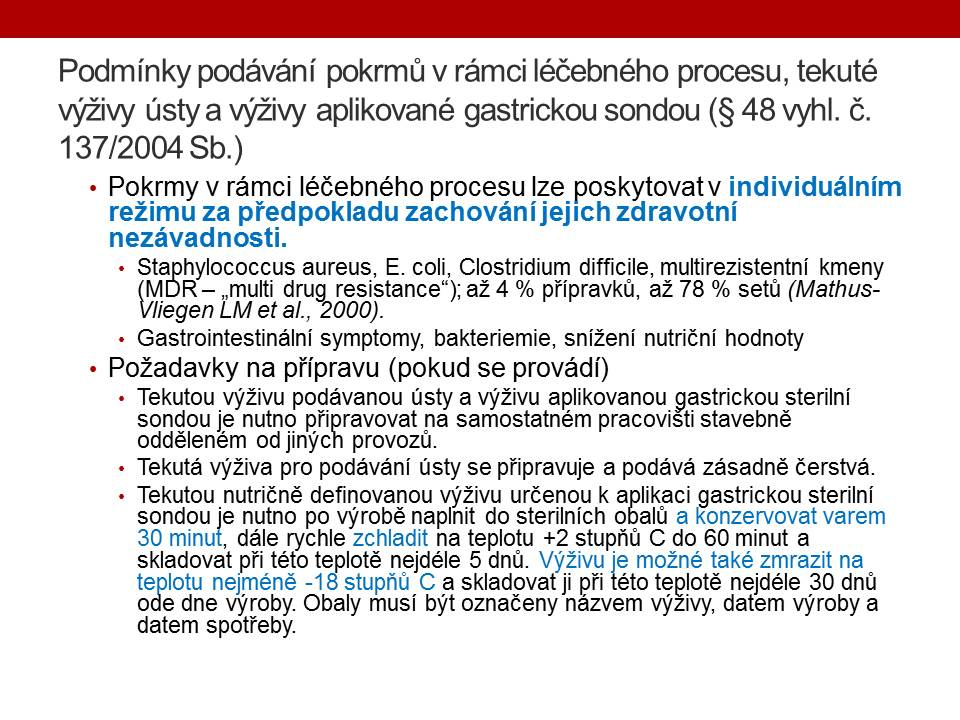 Podmínky podávání pokrmů v rámci léčebného procesu, tekuté
výživy ústy a výživy aplikované gastrickou sondou (§ 48 vyhl. č.
137/2004 Sb.)
• Pokrmy v rámci léčebného procesu lze poskytovat v individuálním
režimu za předpokladu zachování jejich zdravotní
nezávadnosti.
• Staphylococcus aureus, E. coli, Clostridium difficile, multirezistentní kmeny
(MDR – „multi drug resistance“); až 4 % přípravků, až 78 % setů (Mathus-
Vliegen LM et al., 2000).
• Gastrointestinální symptomy, bakteriemie, snížení nutriční hodnoty
• Požadavky na přípravu (pokud se provádí)
• Tekutou výživu podávanou ústy a výživu aplikovanou gastrickou sterilní
sondou je nutno připravovat na samostatném pracovišti stavebně
odděleném od jiných provozů.
• Tekutá výživa pro podávání ústy se připravuje a podává zásadně čerstvá.
• Tekutou nutričně definovanou výživu určenou k aplikaci gastrickou sterilní
sondou je nutno po výrobě naplnit do sterilních obalů a konzervovat varem
30 minut, dále rychle zchladit na teplotu +2 stupňů C do 60 minut a
skladovat při této teplotě nejdéle 5 dnů. Výživu je možné také zmrazit na
teplotu nejméně -18 stupňů C a skladovat ji při této teplotě nejdéle 30 dnů
ode dne výroby. Obaly musí být označeny názvem výživy, datem výroby a
datem spotřeby.